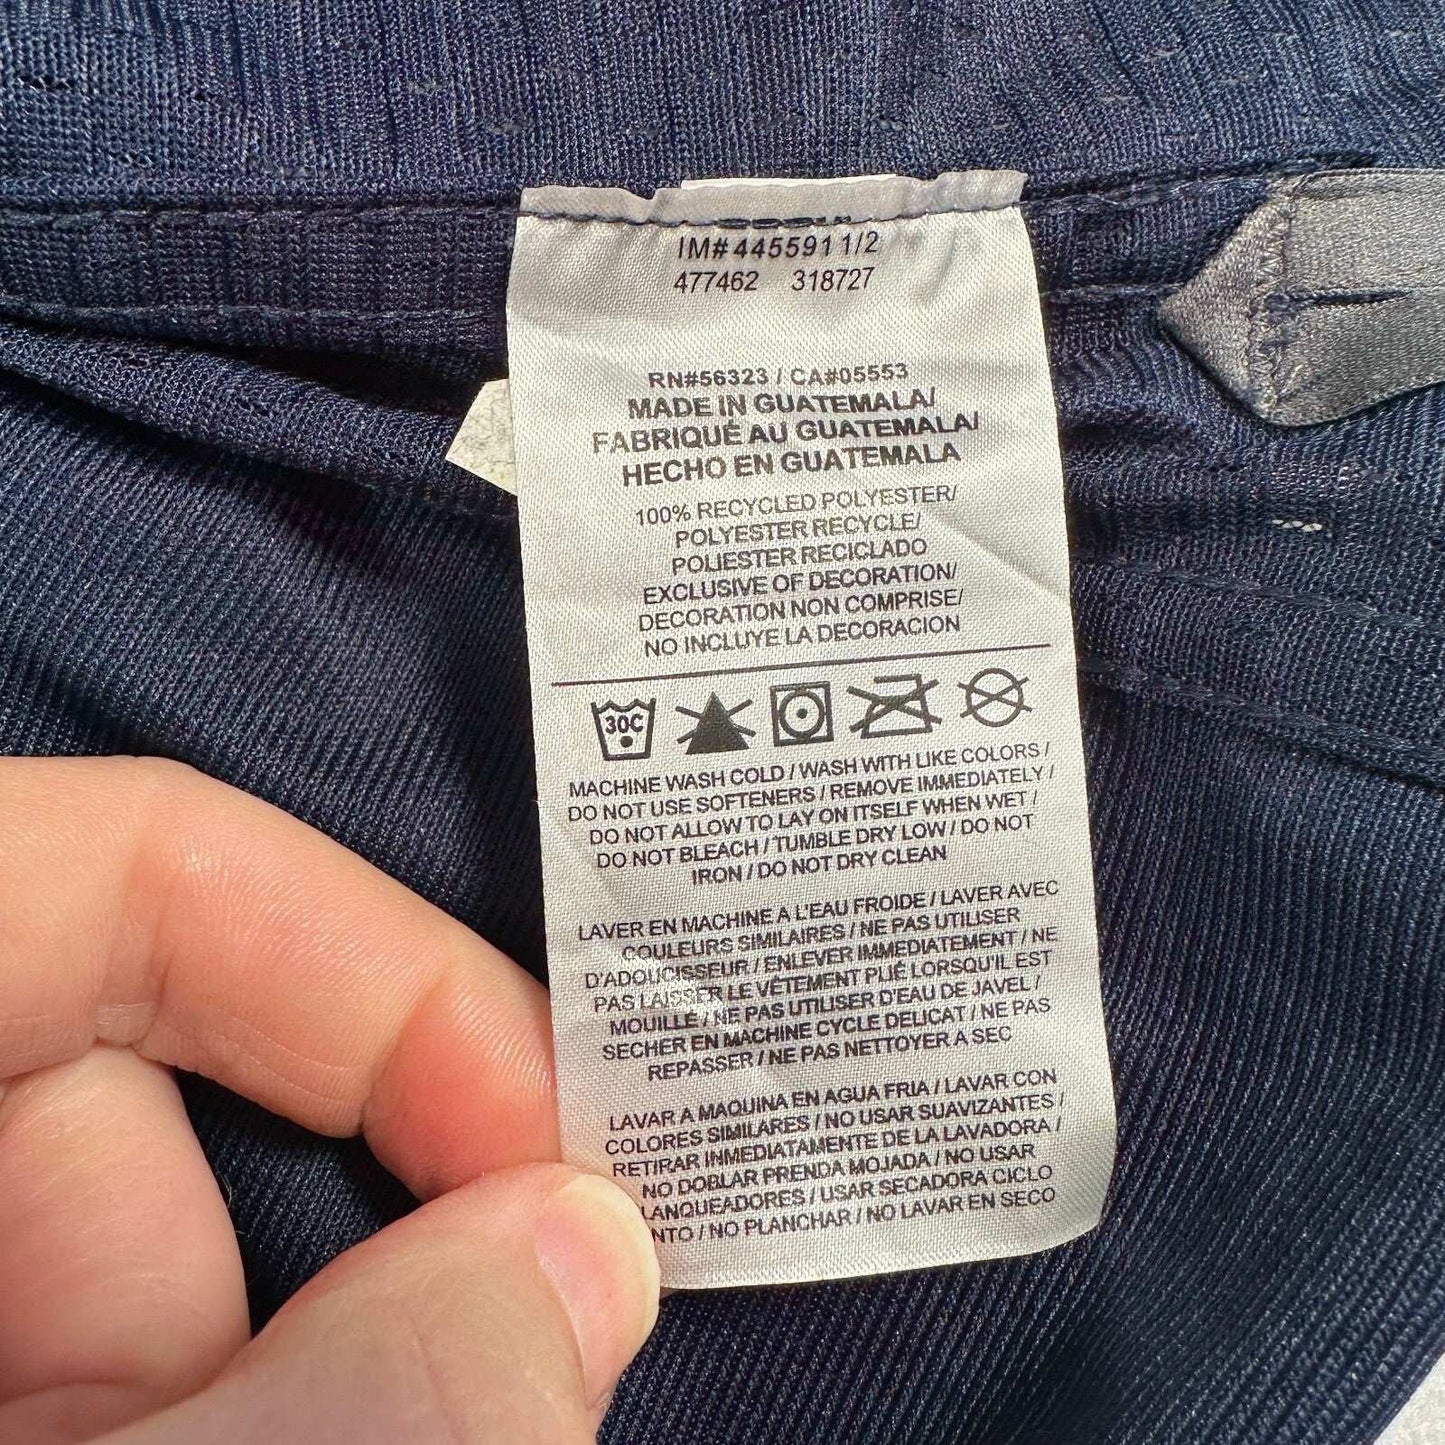 IM#4455911/2
477462 318727
RN#56323 / CA#05553
MADE IN GUATEMALA/
FABRIQUÉ AU GUATEMALA/
HECHO EN GUATEMALA
100% RECYCLED POLYESTER/
POLYESTER RECYCLE/
POLIESTER RECICLADO
EXCLUSIVE OF DECORATION/
DECORATION NON COMPRISE/
NO INCLUYE LA DECORACION
30C
MACHINE WASH COLD / WASH WITH LIKE COLORS /
DO NOT USE SOFTENERS / REMOVE IMMEDIATELY /
DO NOT ALLOW TO LAY ON ITSELF WHEN WET /
DO NOT BLEACH / TUMBLE DRY LOW / DO NOT
IRON / DO NOT DRY CLEAN
LAVER EN MACHINE A L'EAU FROIDE / LAVER AVEC
COULEURS SIMILAIRES / NE PAS UTILISER
D'ADOUCISSEUR / ENLEVER IMMEDIATEMENT / NE
PAS LAISSER LE VÊTEMENT PLIÉ LORSQU'IL EST
MOUILLÉ / NE PAS UTILISER D'EAU DE JAVEL /
SECHER EN MACHINE CYCLE DELICAT / NE PAS
REPASSER / NE PAS NETTOYER A SEC
LAVAR A MAQUINA EN AGUA FRIA / LAVAR CON
COLORES SIMILARES / NO USAR SUAVIZANTES /
RETIRAR INMEDIATAMENTE DE LA LAVADORA /
NO DOBLAR PRENDA MOJADA / NO USAR
LANQUEADORES / USAR SECADORA CICLO
NTO / NO PLANCHAR / NO LAVAR EN SECO